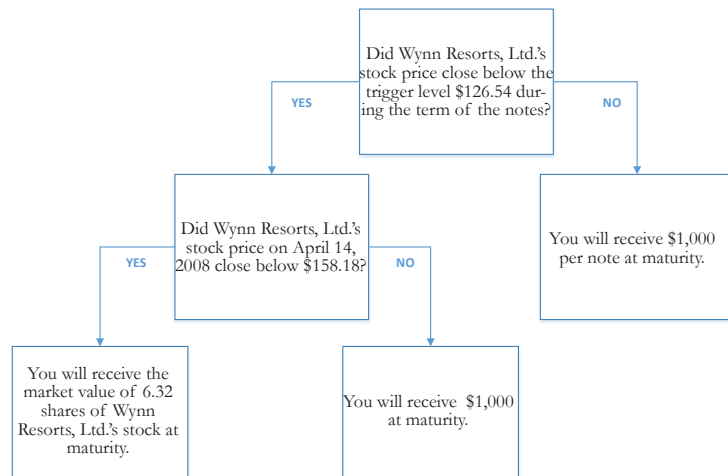 Did Wynn Resorts, Ltd.'s
stock price close below the
trigger level $126.54 dur-
ing the term of the notes?
YES
NO
Did Wynn Resorts, Ltd.'s
stock price on April 14,
2008 close below $158.18?
You will receive $1,000
per note at maturity.
YES
NO
You will receive the
market value of 6.32
shares of Wynn
Resorts, Ltd.'s stock at
maturity.
You will receive $1,000
at maturity.